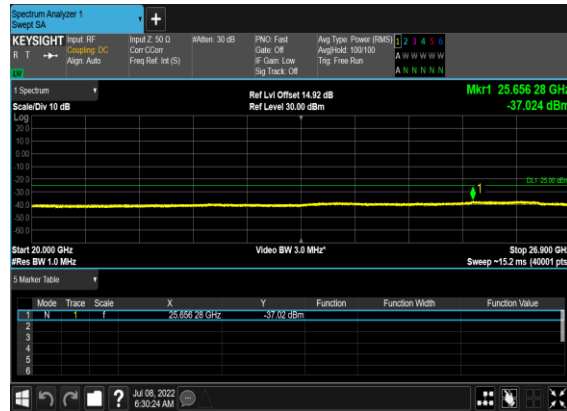 Spectrum Analyzer 1
Swept SA
+
KEYSIGHT Input: RF Input Z: 50 Ω #Atten: 30 dB PNO: Fast Avg Type: Power (RMS) 1 2 3 4 5 6
R T Coupling: DC Corr CCorr Gate: Off Avg|Hold: 100/100 A W W W W W
Align: Auto Freq Ref: Int (S) IF Gain: Low Trig: Free Run A N N N N N
Sig Track: Off
1 Spectrum Ref Lvl Offset 14.92 dB Mkr1 25.656 28 GHz
Scale/Div 10 dB Ref Level 30.00 dBm -37.024 dBm
Log
20.0
10.0
0.00
-10.0
-20.0
DL1 -25.00 dBm
1
-30.0
-40.0
-50.0
-60.0
Start 20.000 GHz Video BW 3.0 MHz* Stop 26.900 GHz
#Res BW 1.0 MHz Sweep ~15.2 ms (40001 pts)
5 Marker Table
Mode Trace Scale X Y Function Function Width Function Value
1 N 1 f 25.656 28 GHz -37.02 dBm
2
3
4
5
6
? Jul 08, 2022
6:30:24 AM